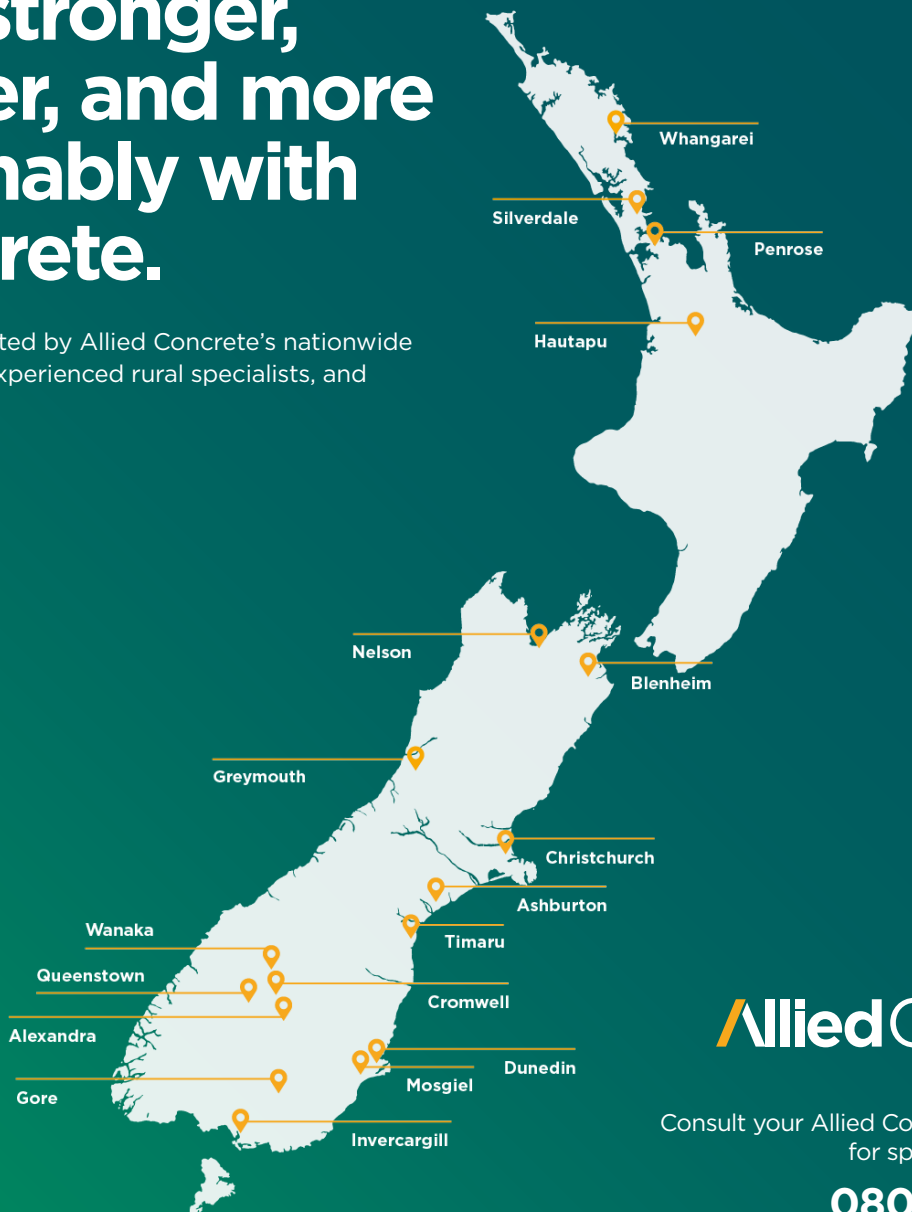 stronger,
er, and more
nably with
rete.
ted by Allied Concrete’s nationwide
xperienced rural specialists, and
Whangarei
Silverdale
Penrose
Hautapu
Nelson
Blenheim
Greymouth
Christchurch
Ashburton
Timaru
Wanaka
Queenstown
Cromwell
Alexandra
Dunedin
Mosgiel
Gore
Invercargill
Allied C
Consult your Allied Co
for sp
080